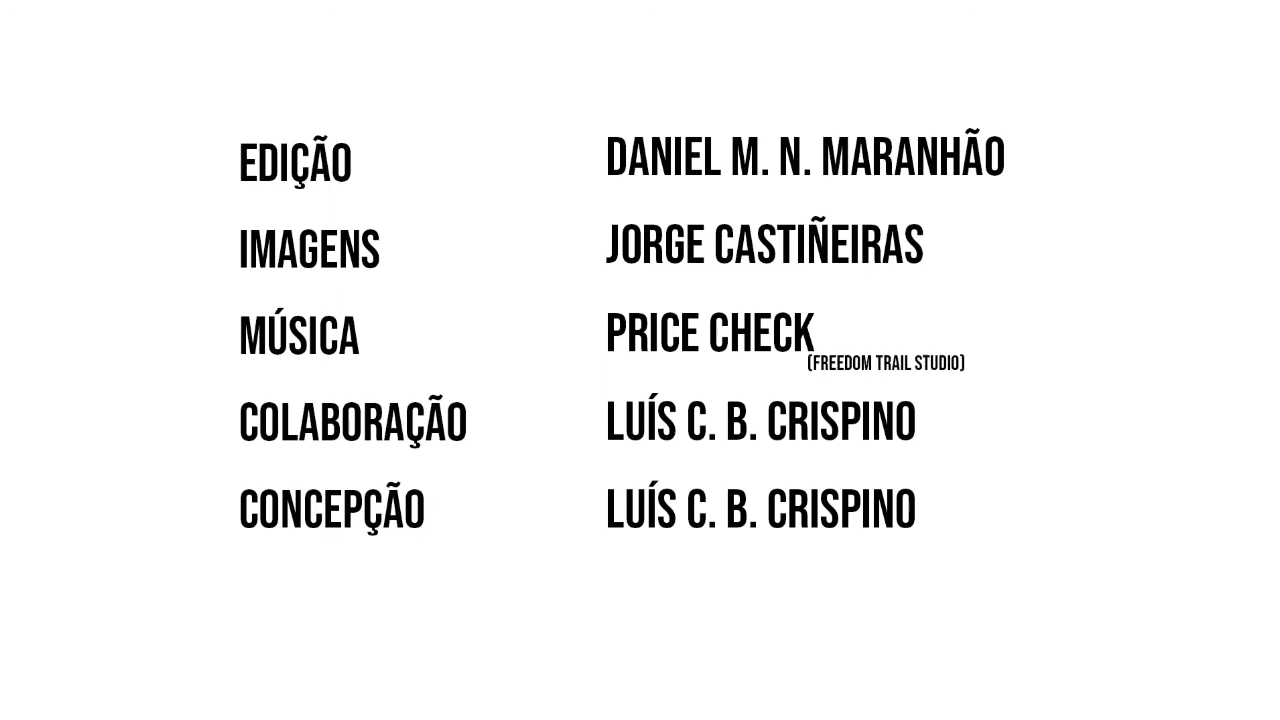 EDIÇÃO DANIEL M. N. MARANHÃO
IMAGENS JORGE CASTIÑEIRAS
MÚSICA PRICE CHECK
(FREEDOM TRAIL STUDIO)
COLABORAÇÃO LUÍS C. B. CRISPINO
CONCEPÇÃO LUÍS C. B. CRISPINO